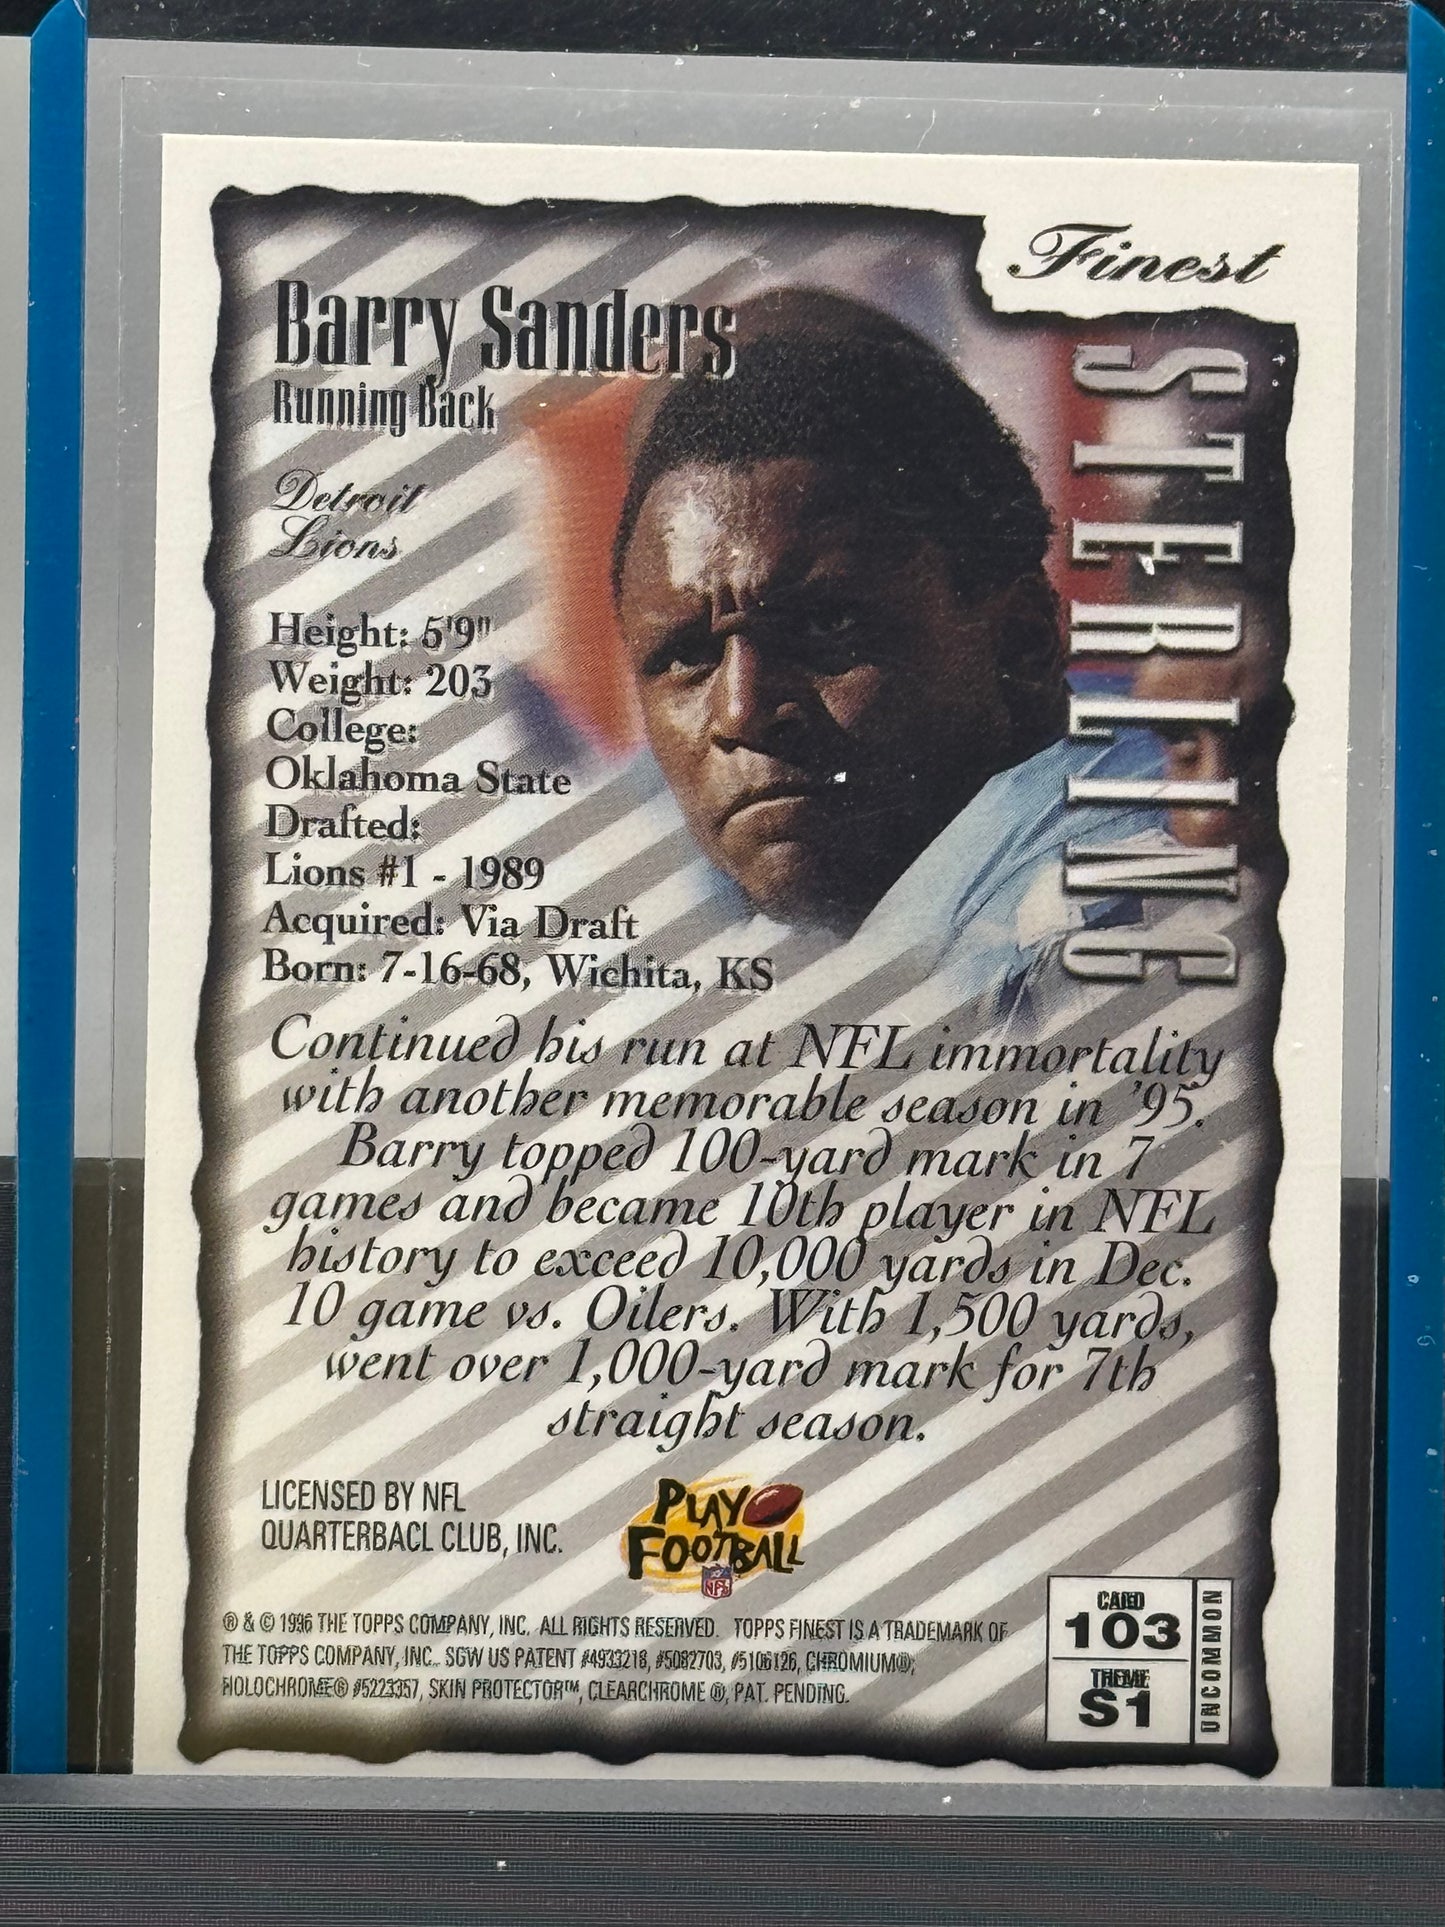 Finest
STERLING
Barry Sanders
Running Back
Detroit
Lions
Height: 5'9"
Weight: 203
College:
Oklahoma State
Drafted:
Lions #1 - 1989
Acquired: Via Draft
Born: 7-16-68, Wichita, KS
Continued his run at NFL immortality
with another memorable season in '95.
Barry topped 100-yard mark in 7
games and became 10th player in NFL
history to exceed 10,000 yards in Dec.
10 game vs. Oilers. With 1,500 yards,
went over 1,000-yard mark for 7th
straight season.
LICENSED BY NFL
QUARTERBACL CLUB, INC.
PLAY
FOOTBALL
NFL
® & © 1996 THE TOPPS COMPANY, INC. ALL RIGHTS RESERVED. TOPPS FINEST IS A TRADEMARK OF
THE TOPPS COMPANY, INC. SGW US PATENT #4933218, #5082703, #5106126, CHROMIUM®,
HOLOCHROME® #5223357, SKIN PROTECTOR™, CLEARCHROME ®, PAT. PENDING.
CARD
103
THEME
S1
UNCOMMON